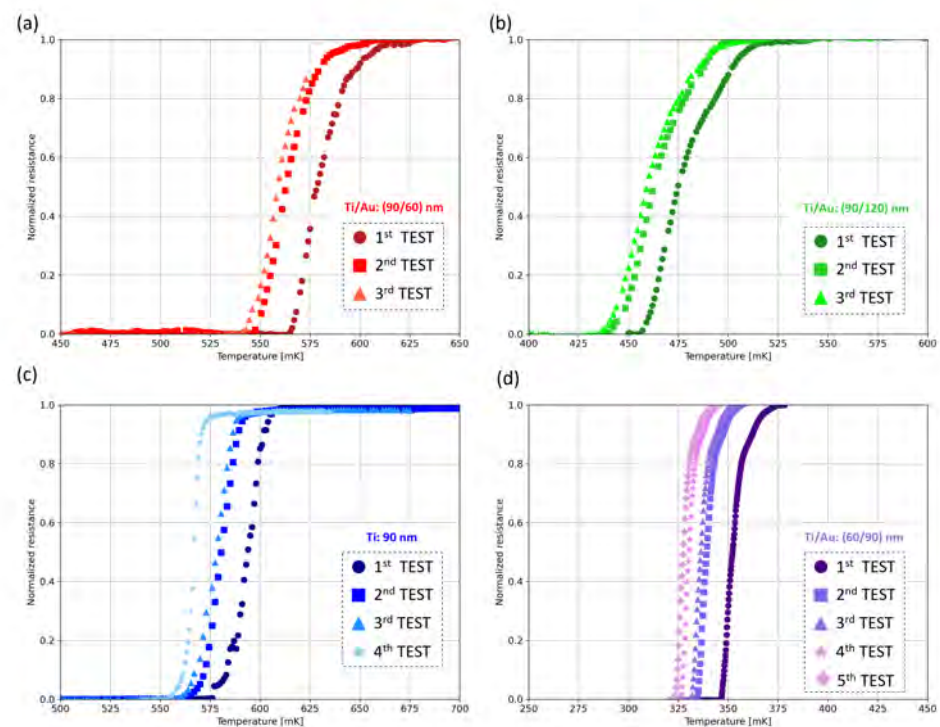 (a)
1.0
0.8
0.6
0.4
0.2
0.0
Normalized resistance
Ti/Au: (90/60) nm
1st TEST
2nd TEST
3rd TEST
450 475 500 525 550 575 600 625 650
Temperature [mK]
(b)
1.0
0.8
0.6
0.4
0.2
0.0
Normalized resistance
Ti/Au: (90/120) nm
1st TEST
2nd TEST
3rd TEST
400 425 450 475 500 525 550 575 600
Temperature [mK]
(c)
1.0
0.8
0.6
0.4
0.2
0.0
Normalized resistance
Ti: 90 nm
1st TEST
2nd TEST
3rd TEST
4th TEST
500 525 550 575 600 625 650 675 700
Temperature [mK]
(d)
1.0
0.8
0.6
0.4
0.2
0.0
Normalized resistance
Ti/Au: (60/90) nm
1st TEST
2nd TEST
3rd TEST
4th TEST
5th TEST
250 275 300 325 350 375 400 425 450
Temperature [mK]